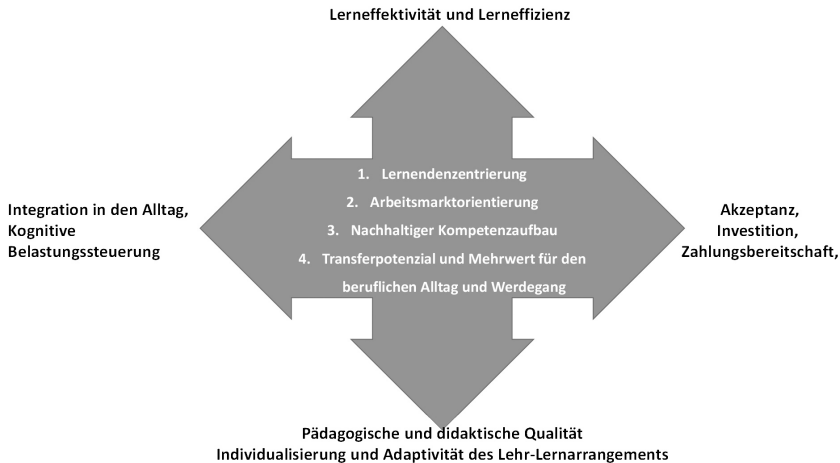 Lerneffektivität und Lerneffizienz
1. Lernendenzentrierung
2. Arbeitsmarktorientierung
3. Nachhaltiger Kompetenzaufbau
4. Transferpotenzial und Mehrwert für den
beruflichen Alltag und Werdegang
Integration in den Alltag,
Kognitive
Belastungssteuerung
Akzeptanz,
Investition,
Zahlungsbereitschaft,
Pädagogische und didaktische Qualität
Individualisierung und Adaptivität des Lehr-Lernarrangements